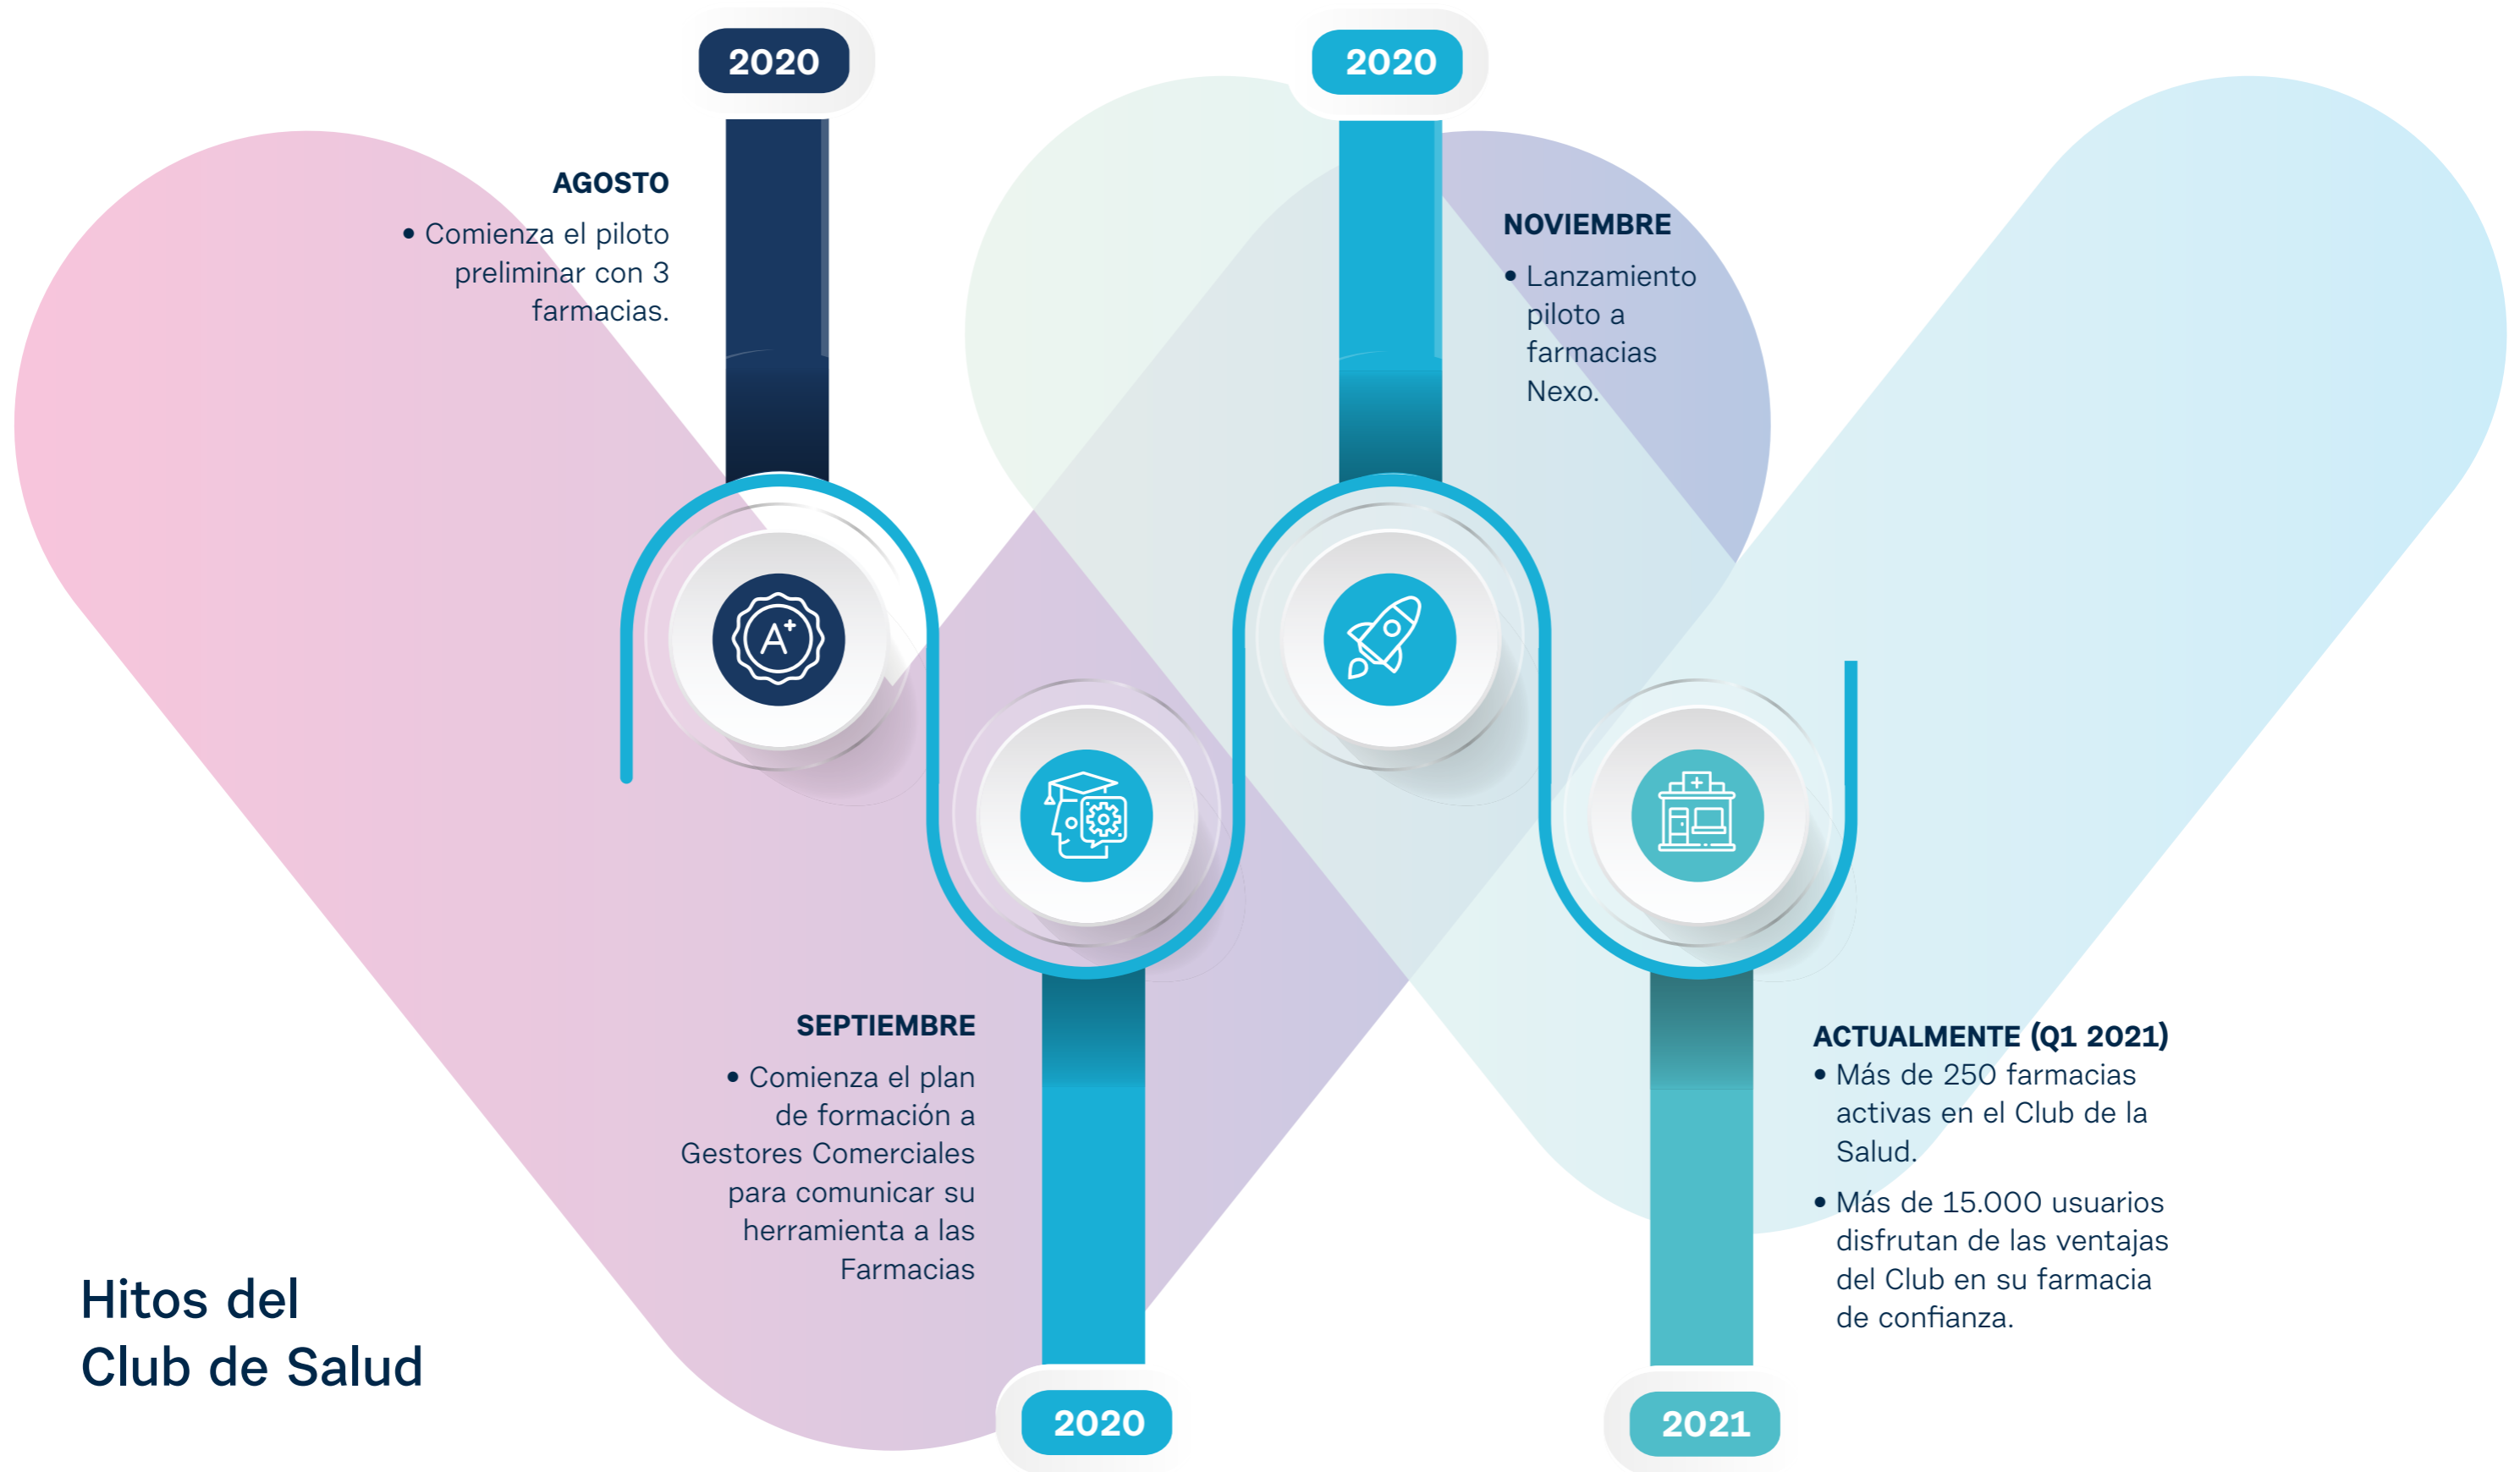 2020
AGOSTO
• Comienza el piloto
preliminar con 3
farmacias.
A+
SEPTIEMBRE
• Comienza el plan
de formación a
Gestores Comerciales
para comunicar su
herramienta a las
Farmacias
2020
2020
NOVIEMBRE
• Lanzamiento
piloto a
farmacias
Nexo.
ACTUALMENTE (Q1 2021)
• Más de 250 farmacias
activas en el Club de la
Salud.
• Más de 15.000 usuarios
disfrutan de las ventajas
del Club en su farmacia
de confianza.
2021
Hitos del
Club de Salud